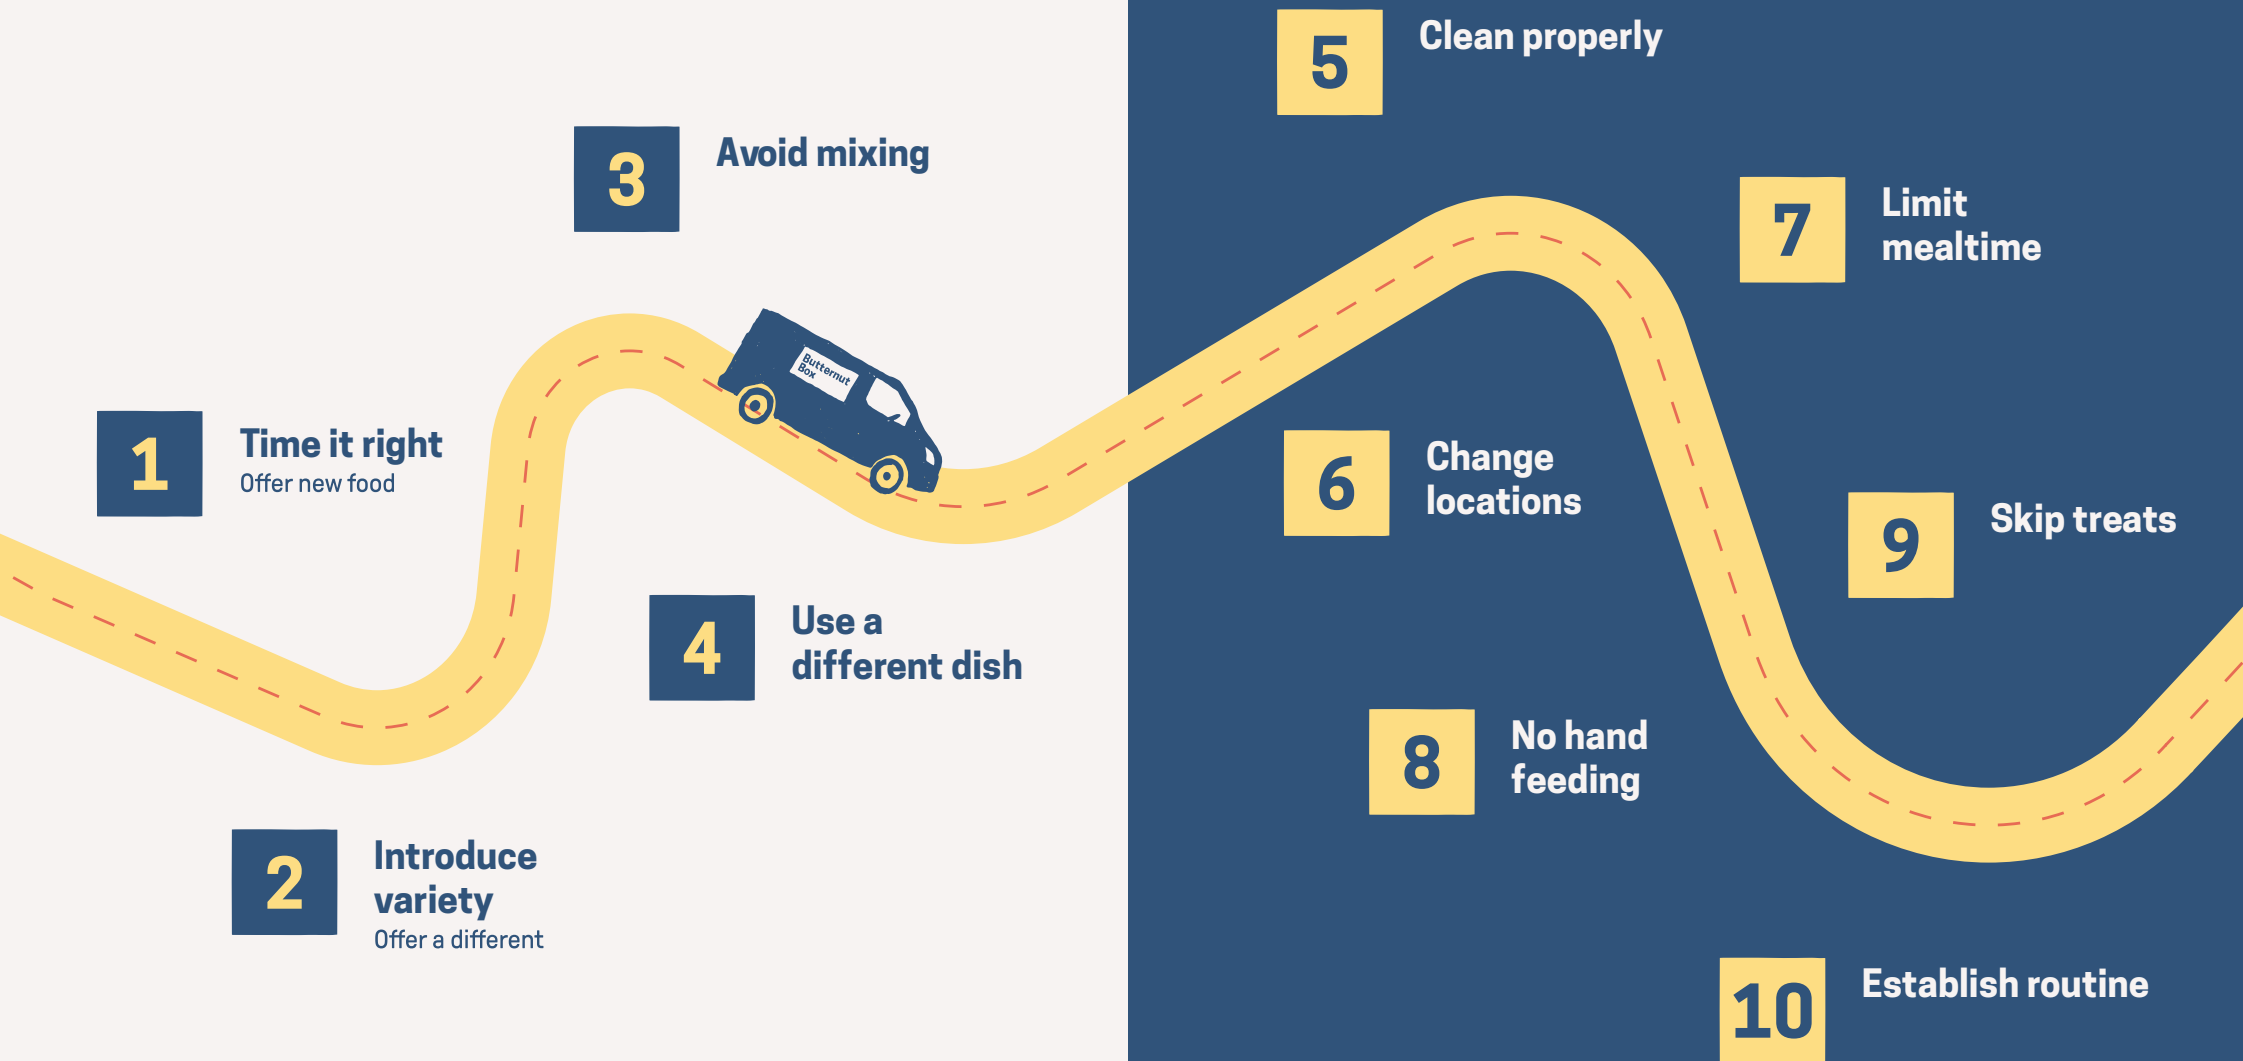 1
Time it right
Offer new food
2
Introduce
variety
Offer a different
3
Avoid mixing
Butternut
Box
4
Use a
different dish
5
Clean properly
6
Change
locations
7
Limit
mealtime
8
No hand
feeding
9
Skip treats
10
Establish routine